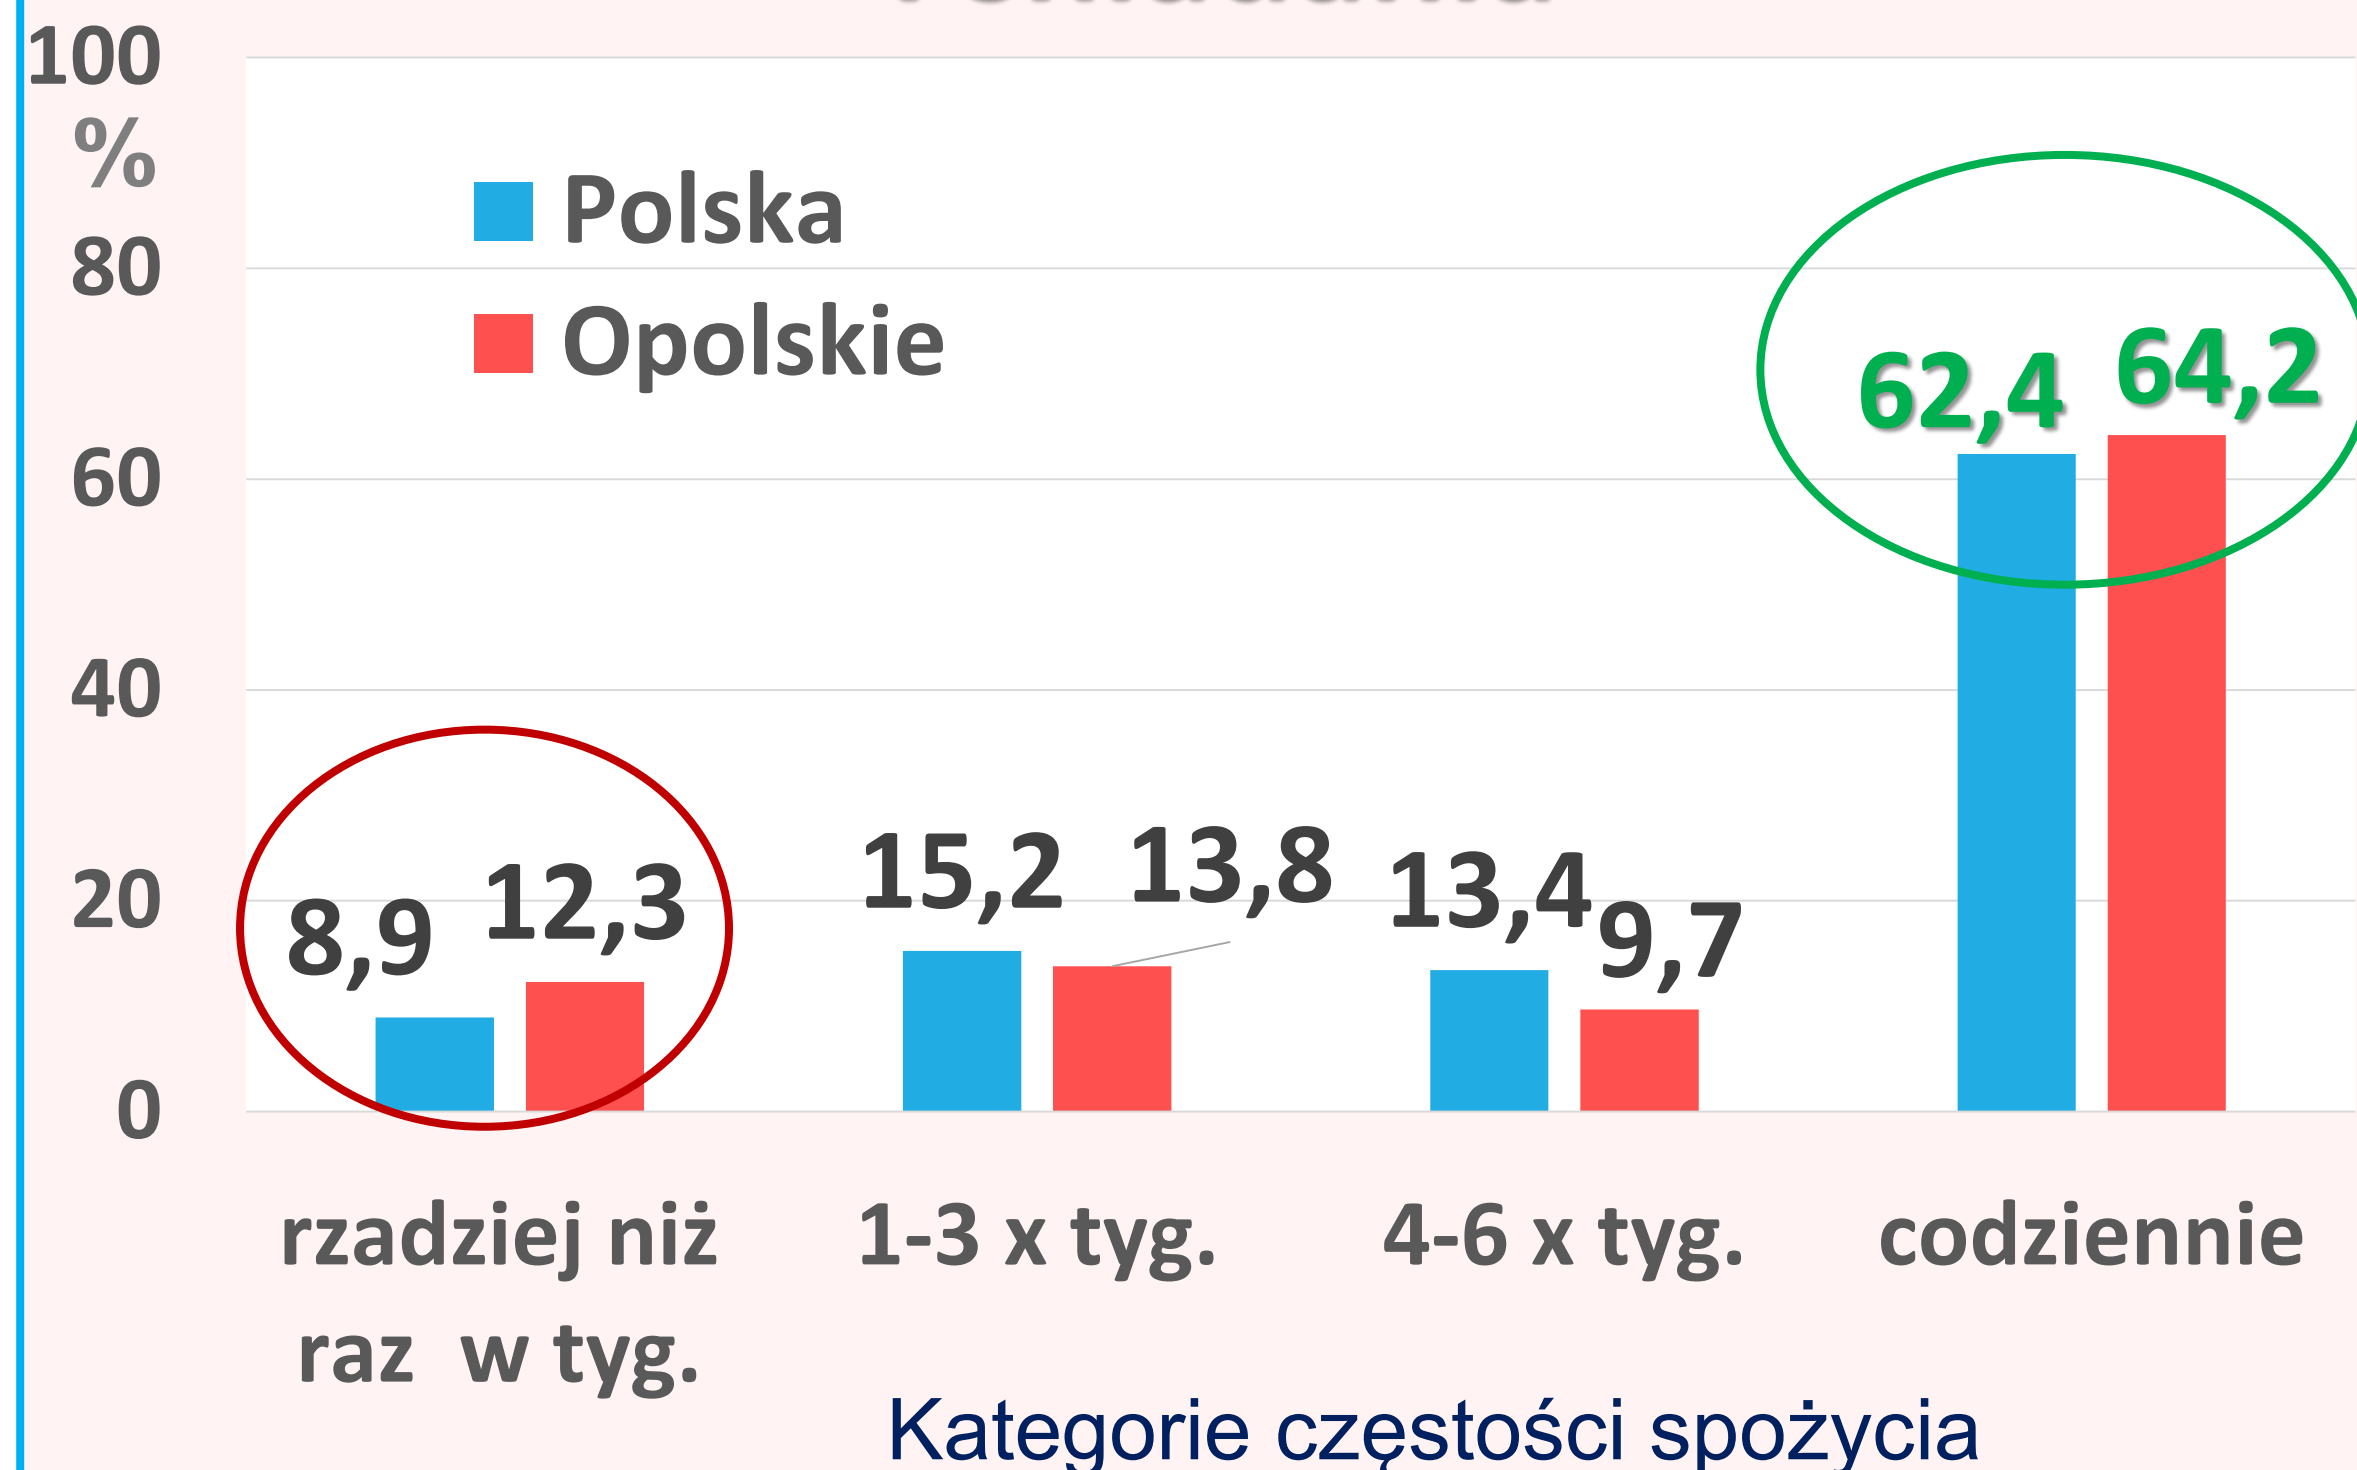 100
%
80
60
40
20
0
Polska
Opolskie
8,9
12,3
15,2
13,8
13,4
9,7
62,4
64,2
rzadziej niż
raz w tyg.
1-3 x tyg.
4-6 x tyg.
codziennie
Kategorie częstości spożycia